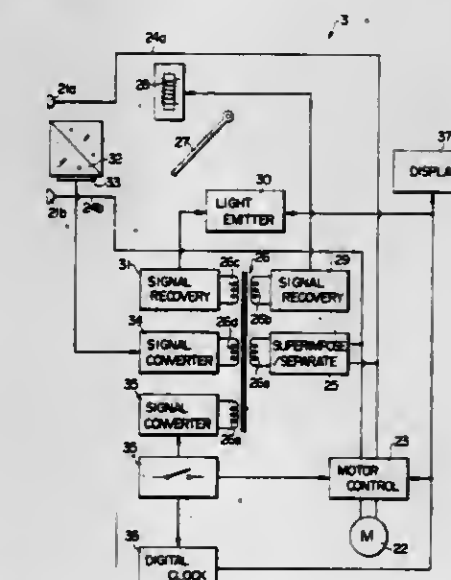 24a
3
21a
28
37
27
32
DISPLAY
33
30
21b
24b
LIGHT
EMITTER
31
26c
26
29
SIGNAL
RECOVERY
SIGNAL
RECOVERY
34
26d
26b
SIGNAL
CONVERTER
SUPERIMPOSE
SEPARATE
26a
25
35
SIGNAL
CONVERTER
26e
23
MOTOR
CONTROL
M
22
DIGITAL
CLOCK